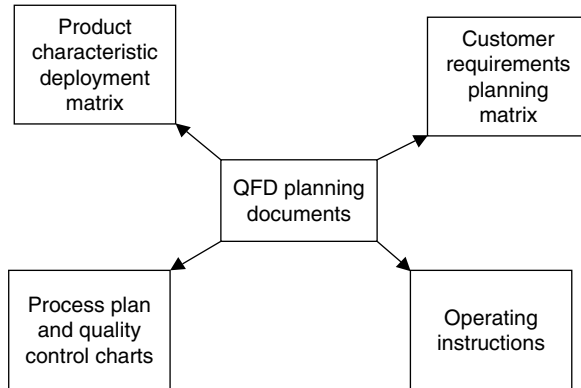 Product
characteristic
deployment
matrix
Customer
requirements
planning
matrix
QFD planning
documents
Process plan
and quality
control charts
Operating
instructions